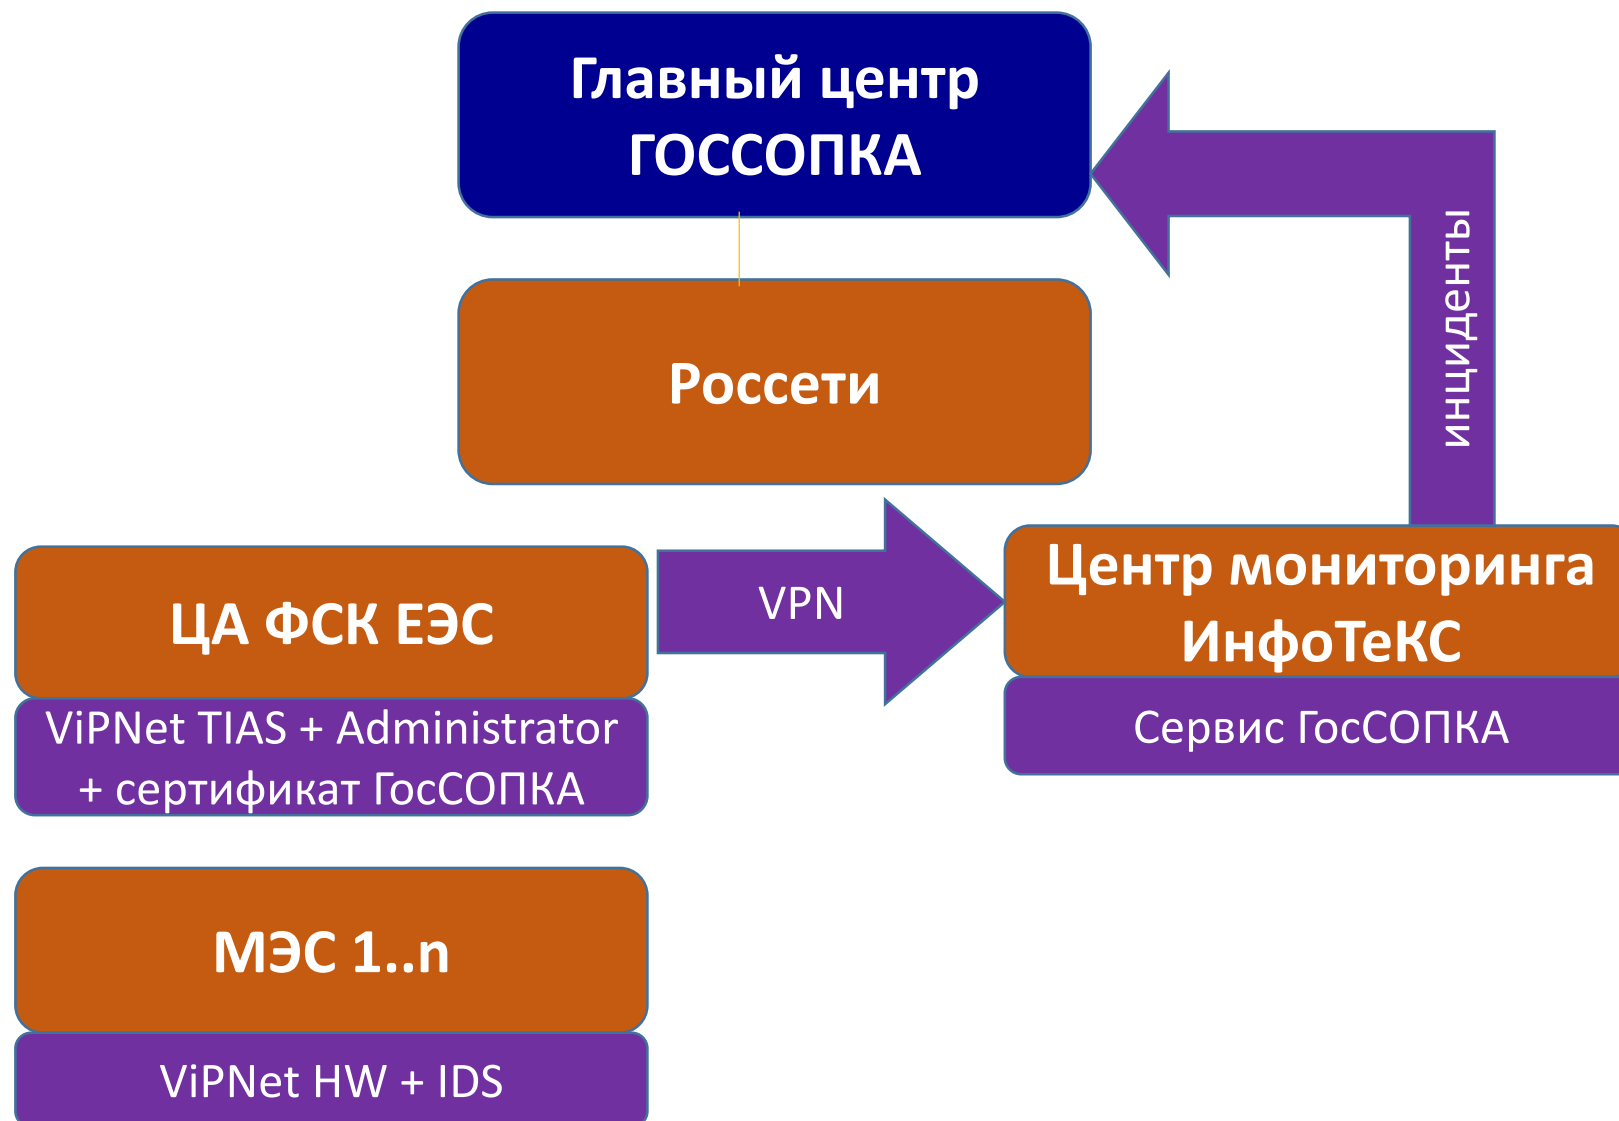 Главный центр
ГОССОПКА
инциденты
Россети
ЦА ФСК ЕЭС
ViPNet TIAS + Administrator
+ сертификат ГосСОПКА
VPN
Центр мониторинга
ИнфоТеКС
Сервис ГосСОПКА
МЭС 1..n
ViPNet HW + IDS